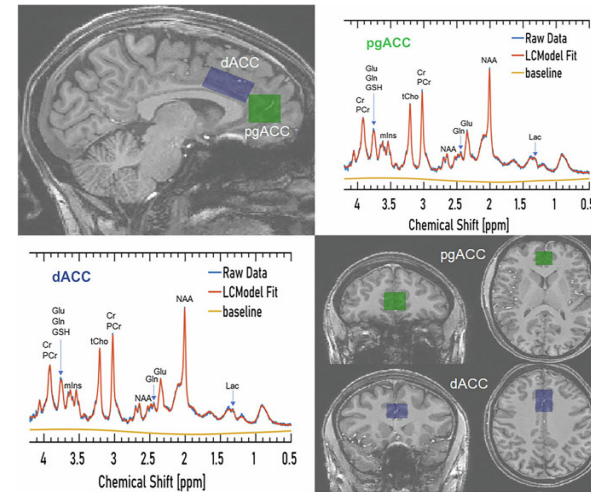 dACC
pgACC
pgACC
Raw Data
LCModel Fit
baseline
NAA
Glu
Gln
GSH
Cr
PCr
Cr
PCr
tCho
mIns
Glu
Gln
NAA
Lac
4 3.5 3 2.5 2 1.5 1 0.5
Chemical Shift [ppm]
dACC
Raw Data
LCModel Fit
baseline
NAA
Glu
Gln
GSH
Cr
PCr
Cr
PCr
tCho
mIns
Glu
Gln
NAA
Lac
4 3.5 3 2.5 2 1.5 1 0.5
Chemical Shift [ppm]
pgACC
dACC